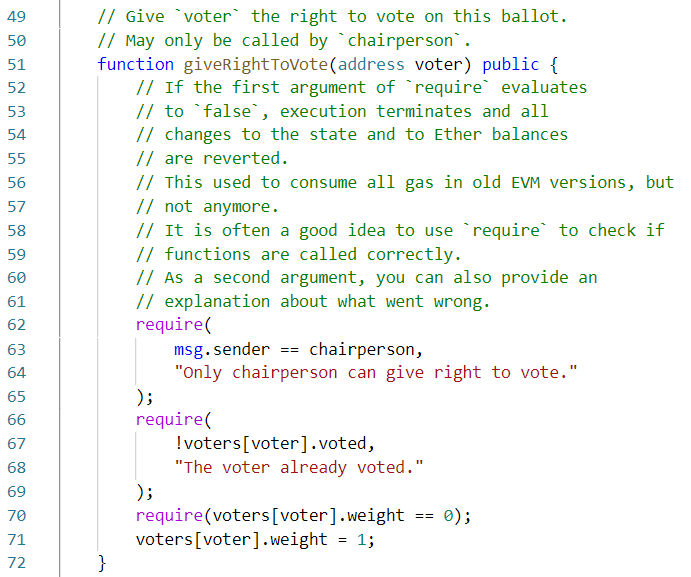 49 // Give `voter` the right to vote on this ballot.
50 // May only be called by `chairperson`.
51 function giveRightToVote(address voter) public {
52 // If the first argument of `require` evaluates
53 // to `false`, execution terminates and all
54 // changes to the state and to Ether balances
55 // are reverted.
56 // This used to consume all gas in old EVM versions, but
57 // not anymore.
58 // It is often a good idea to use `require` to check if
59 // functions are called correctly.
60 // As a second argument, you can also provide an
61 // explanation about what went wrong.
62 require(
63 msg.sender == chairperson,
64 "Only chairperson can give right to vote."
65 );
66 require(
67 !voters[voter].voted,
68 "The voter already voted."
69 );
70 require(voters[voter].weight == 0);
71 voters[voter].weight = 1;
72 }